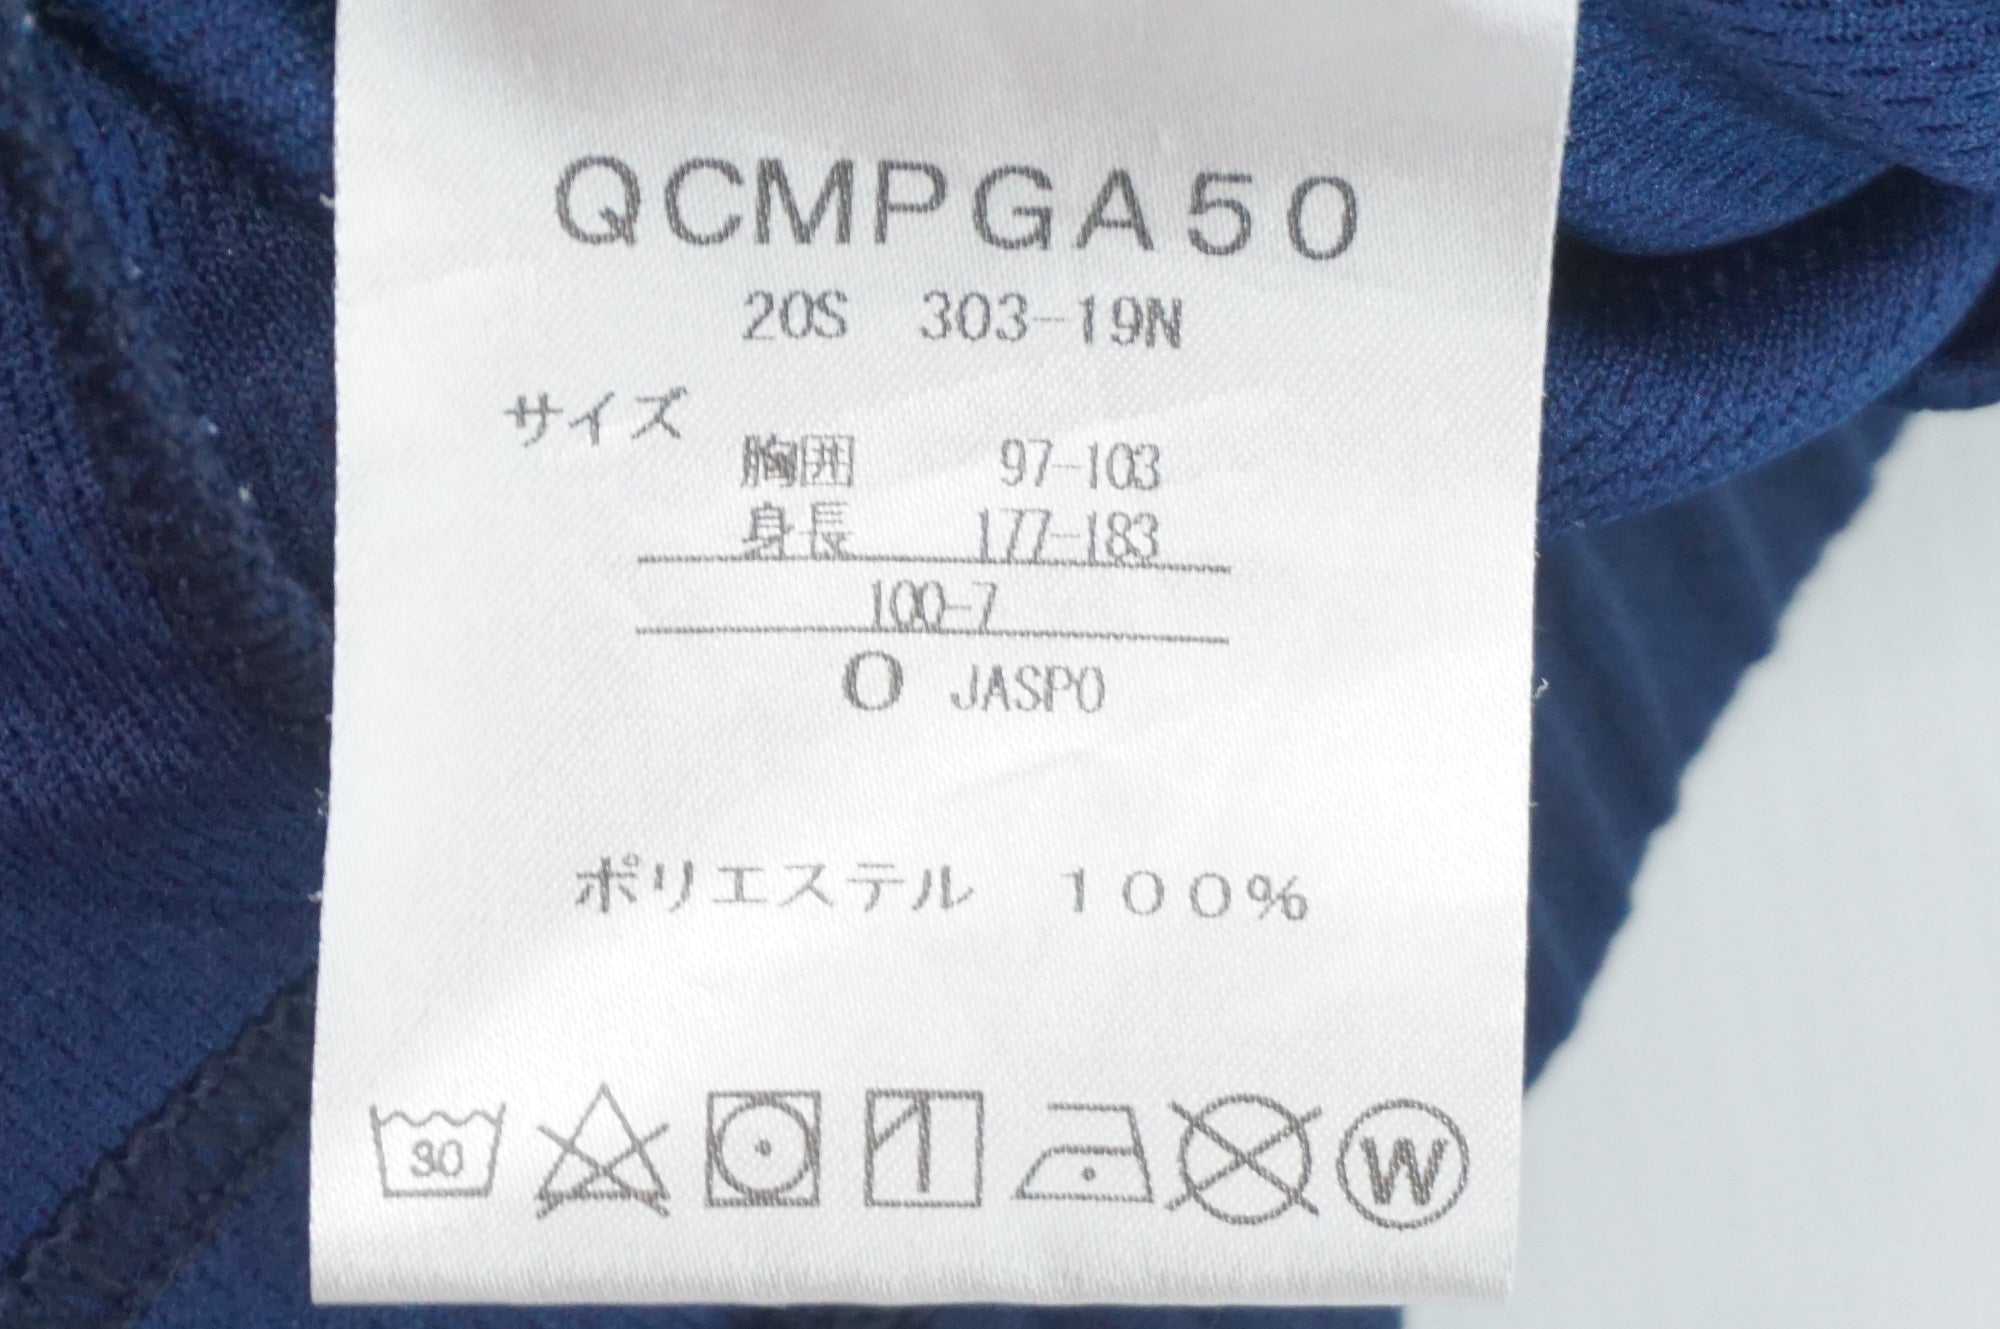 QCMPGA50
20S 303-19N
サイズ
胸囲 97-103
身長 177-183
100-7
O JASPO
ポリエステル 100%
30 W